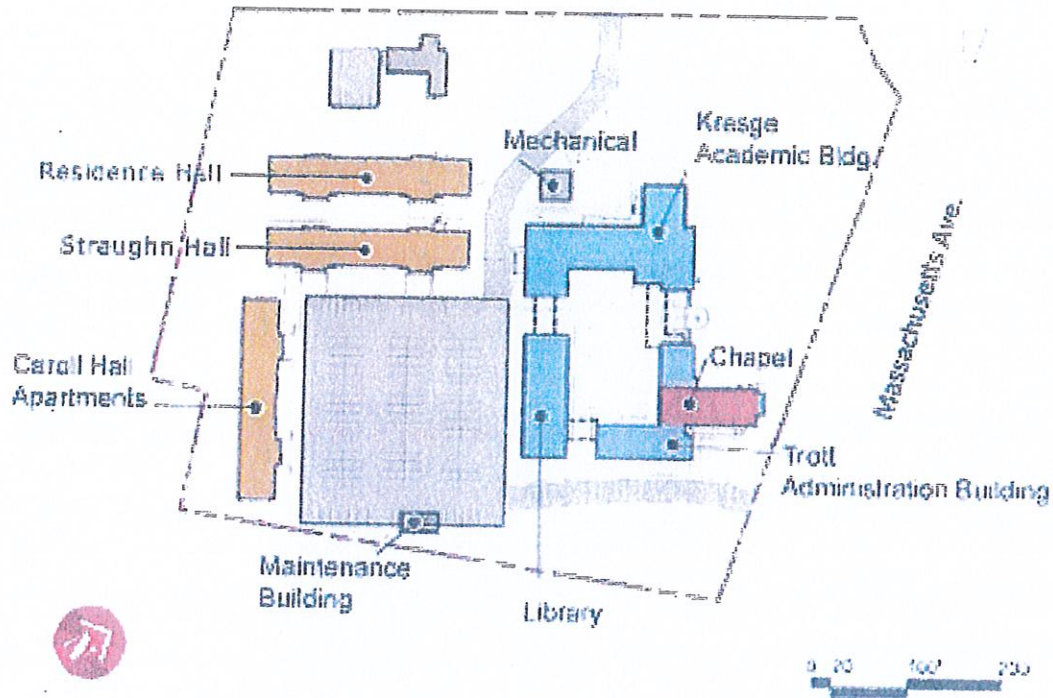 Kresge
Academic Bldg.
Mechanical
Residence Hall
Straughn Hall
Massachusetts Ave.
Chapel
Caroll Hall
Apartments
Trott
Administration Building
Maintenance
Building
Library
0 20 100' 200